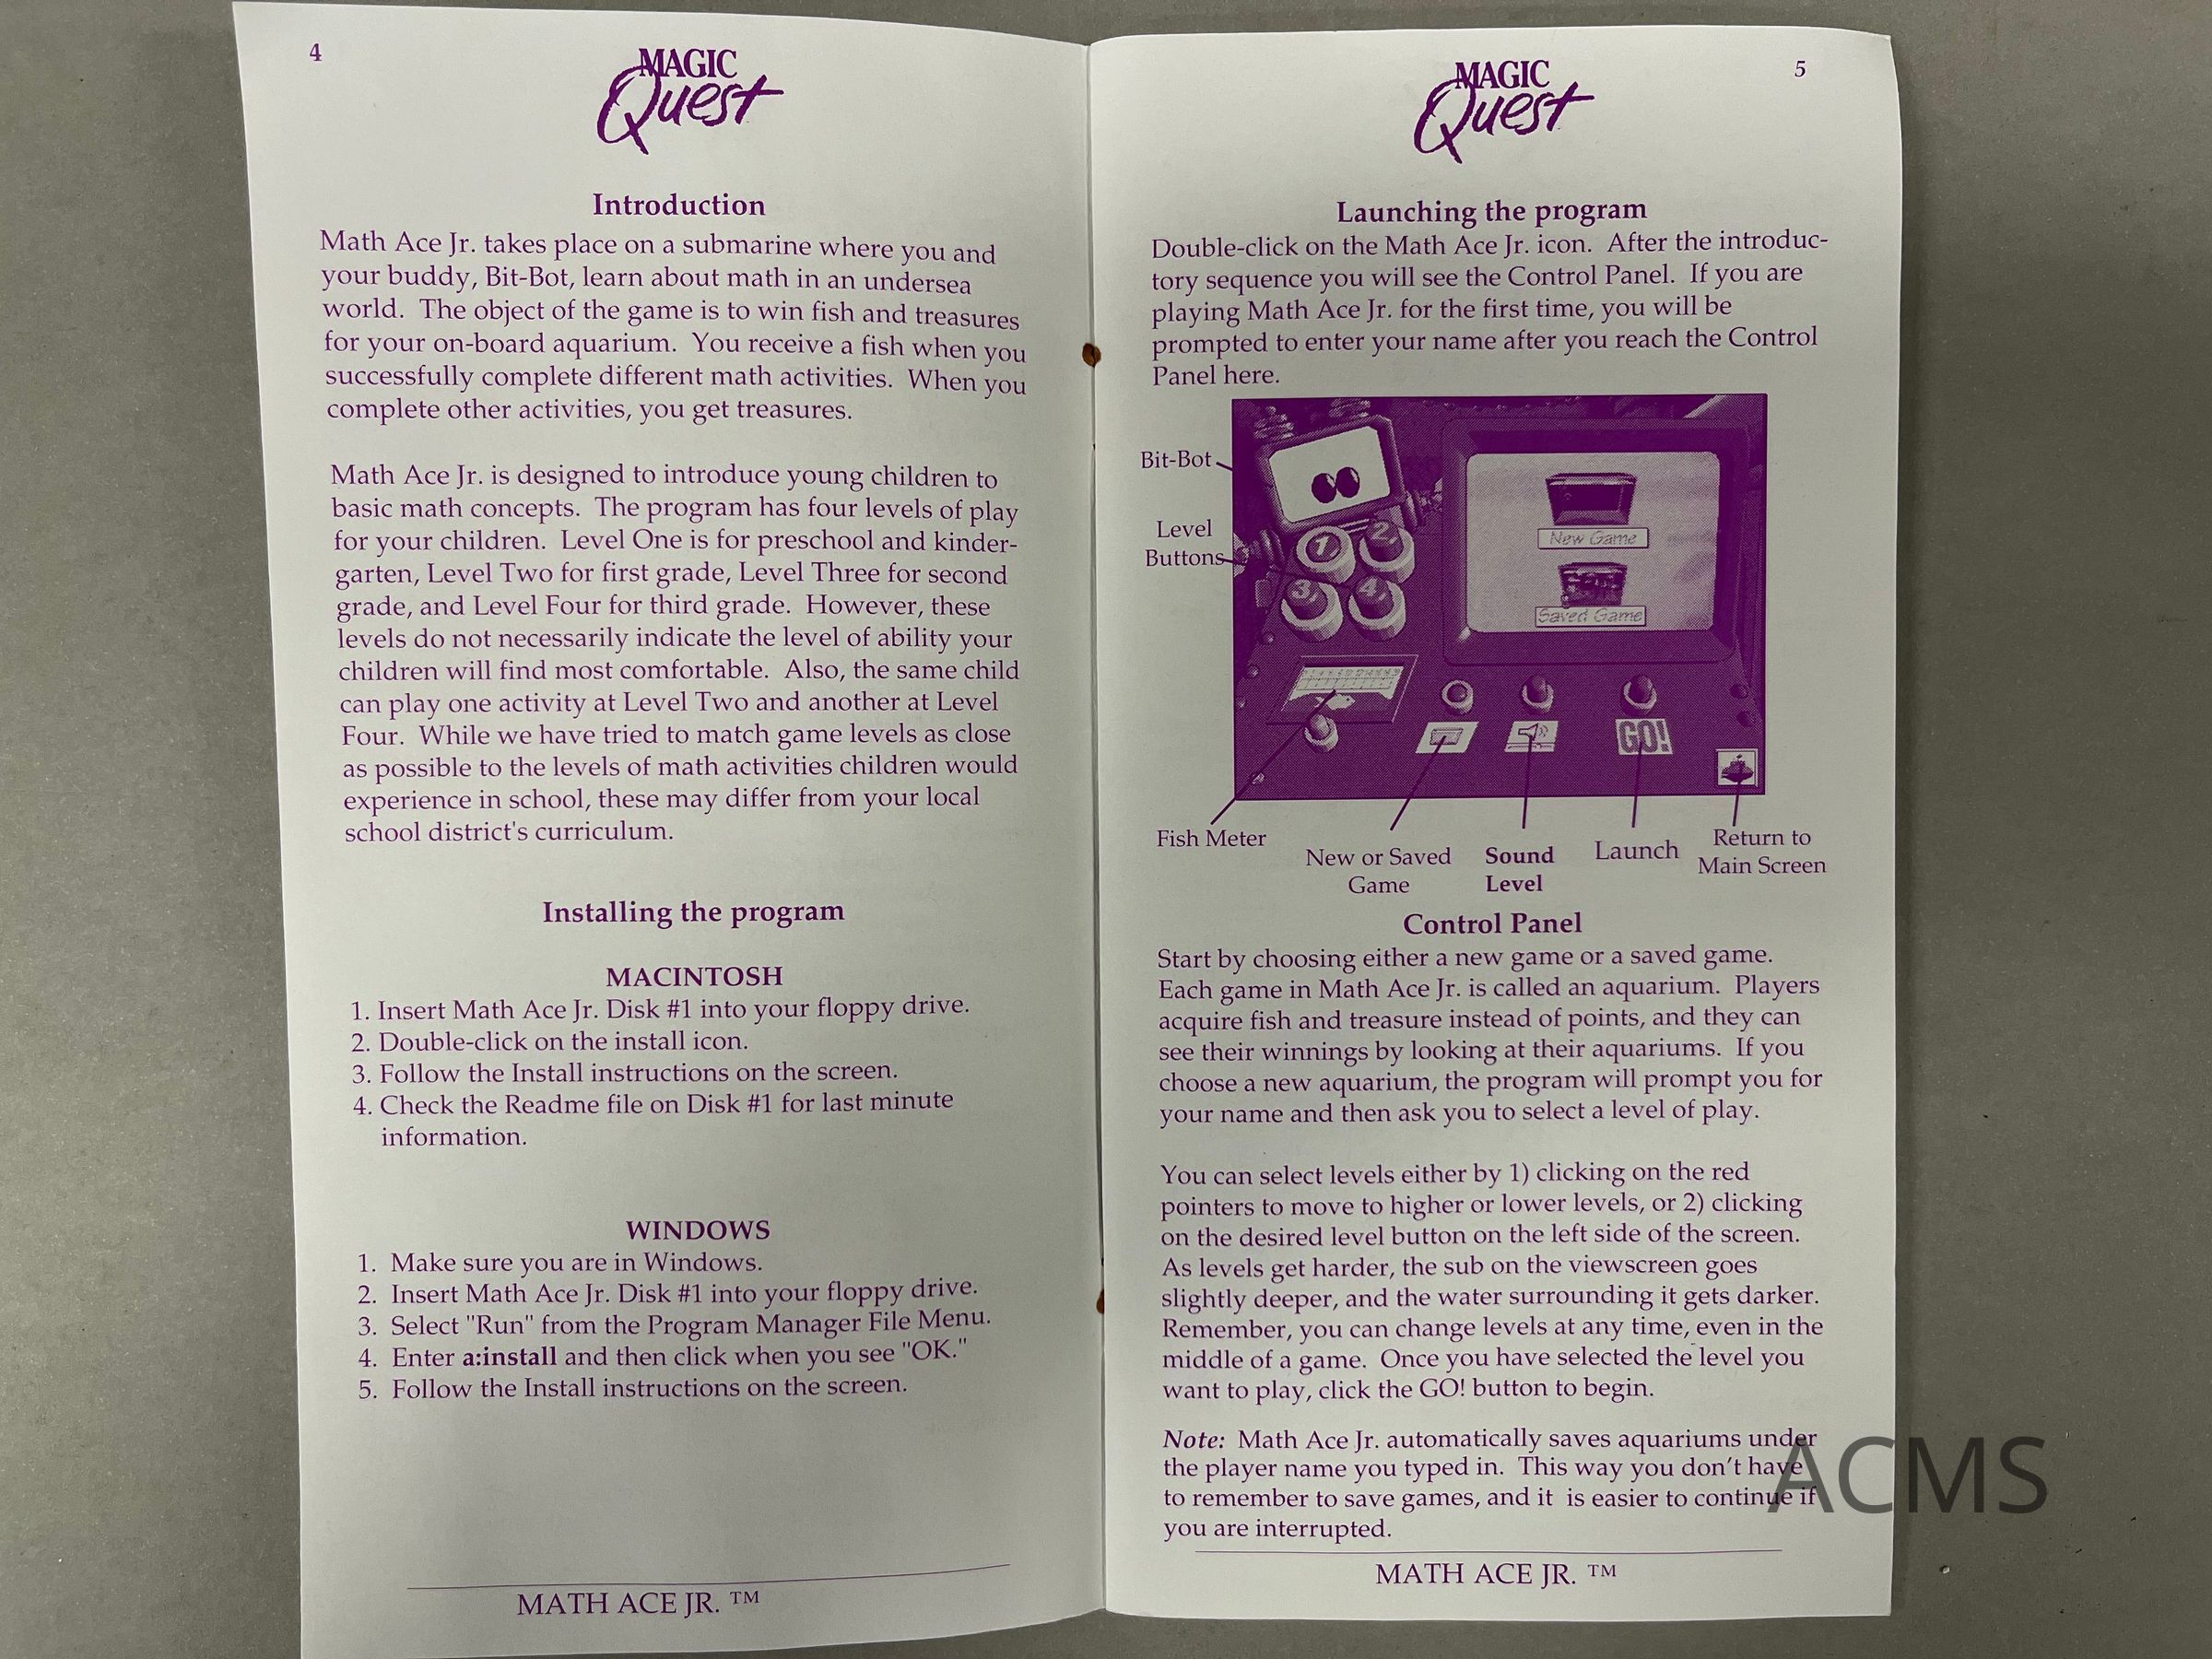 4
MAGIC
Quest
Introduction
Math Ace Jr. takes place on a submarine where you and
your buddy, Bit-Bot, learn about math in an undersea
world. The object of the game is to win fish and treasures
for your on-board aquarium. You receive a fish when you
successfully complete different math activities. When you
complete other activities, you get treasures.
Math Ace Jr. is designed to introduce young children to
basic math concepts. The program has four levels of play
for your children. Level One is for preschool and kinder-
garten, Level Two for first grade, Level Three for second
grade, and Level Four for third grade. However, these
levels do not necessarily indicate the level of ability your
children will find most comfortable. Also, the same child
can play one activity at Level Two and another at Level
Four. While we have tried to match game levels as close
as possible to the levels of math activities children would
experience in school, these may differ from your local
school district's curriculum.
Installing the program
MACINTOSH
1. Insert Math Ace Jr. Disk #1 into your floppy drive.
2. Double-click on the install icon.
3. Follow the Install instructions on the screen.
4. Check the Readme file on Disk #1 for last minute
information.
WINDOWS
1. Make sure you are in Windows.
2. Insert Math Ace Jr. Disk #1 into your floppy drive.
3. Select "Run" from the Program Manager File Menu.
4. Enter a:install and then click when you see "OK."
5. Follow the Install instructions on the screen.
MATH ACE JR. ™
5
MAGIC
Quest
Launching the program
Double-click on the Math Ace Jr. icon. After the introduc-
tory sequence you will see the Control Panel. If you are
playing Math Ace Jr. for the first time, you will be
prompted to enter your name after you reach the Control
Panel here.
Bit-Bot
Level
Buttons
1 2
3 4
New Game
Saved Game
GO!
Fish Meter
New or Saved
Game
Sound
Level
Launch
Return to
Main Screen
Control Panel
Start by choosing either a new game or a saved game.
Each game in Math Ace Jr. is called an aquarium. Players
acquire fish and treasure instead of points, and they can
see their winnings by looking at their aquariums. If you
choose a new aquarium, the program will prompt you for
your name and then ask you to select a level of play.
You can select levels either by 1) clicking on the red
pointers to move to higher or lower levels, or 2) clicking
on the desired level button on the left side of the screen.
As levels get harder, the sub on the viewscreen goes
slightly deeper, and the water surrounding it gets darker.
Remember, you can change levels at any time, even in the
middle of a game. Once you have selected the level you
want to play, click the GO! button to begin.
Note: Math Ace Jr. automatically saves aquariums under
the player name you typed in. This way you don't have
to remember to save games, and it is easier to continue if
you are interrupted.
MATH ACE JR. ™
ACMS